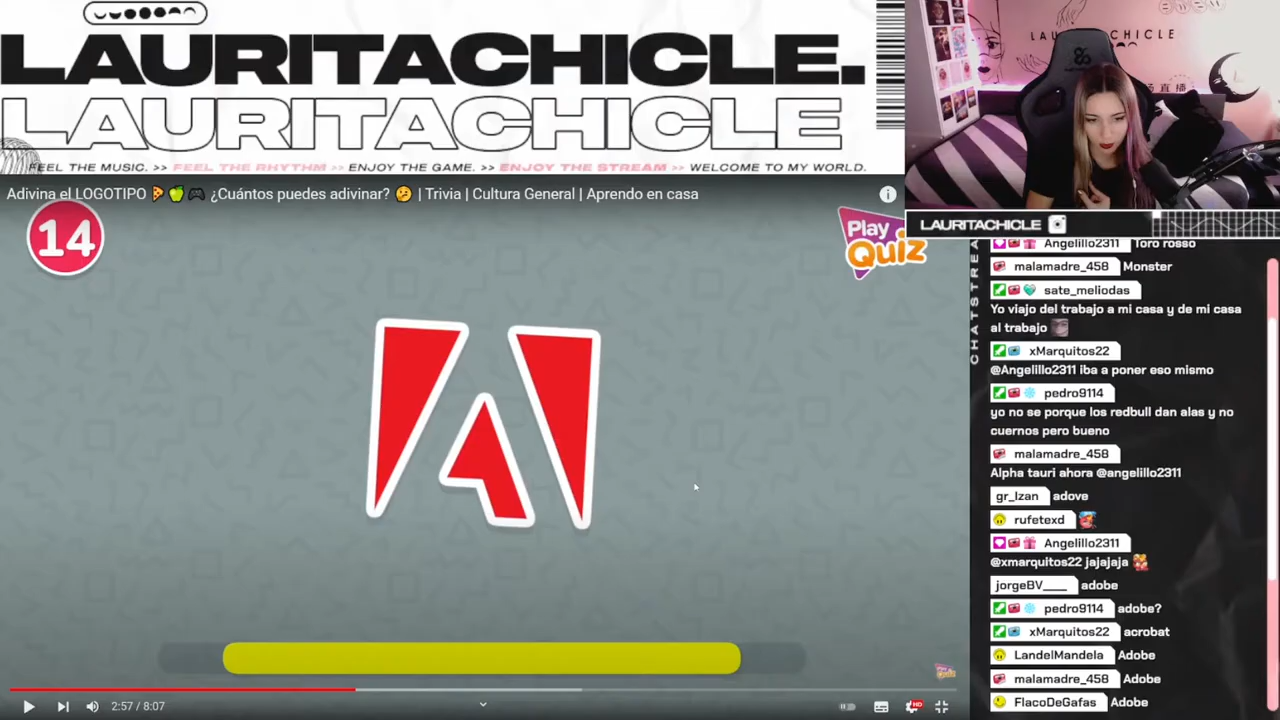 LAURITACHICLE.
LAURITACHICLE
FEEL THE MUSIC. >> FEEL THE RHYTHM >> ENJOY THE GAME. >> ENJOY THE STREAM >> WELCOME TO MY WORLD.
Adivina el LOGOTIPO 🍕🍏🎮 ¿Cuántos puedes adivinar? 🤔 | Trivia | Cultura General | Aprendo en casa
14
Play
Quiz
2:57 / 8:07
HD
LAURITACHICLE
CHATSTREA
Angelillo2311 Toro rosso
malamadre_458 Monster
sate_meliodas
Yo viajo del trabajo a mi casa y de mi casa
al trabajo
xMarquitos22
@Angelillo2311 iba a poner eso mismo
pedro9114
yo no se porque los redbull dan alas y no
cuernos pero bueno
malamadre_458
Alpha tauri ahora @angelillo2311
gr_Izan adove
rufetexd
Angelillo2311
@xmarquitos22 jajajaja
jorgeBV____ adobe
pedro9114 adobe?
xMarquitos22 acrobat
LandelMandela Adobe
malamadre_458 Adobe
FlacoDeGafas Adobe